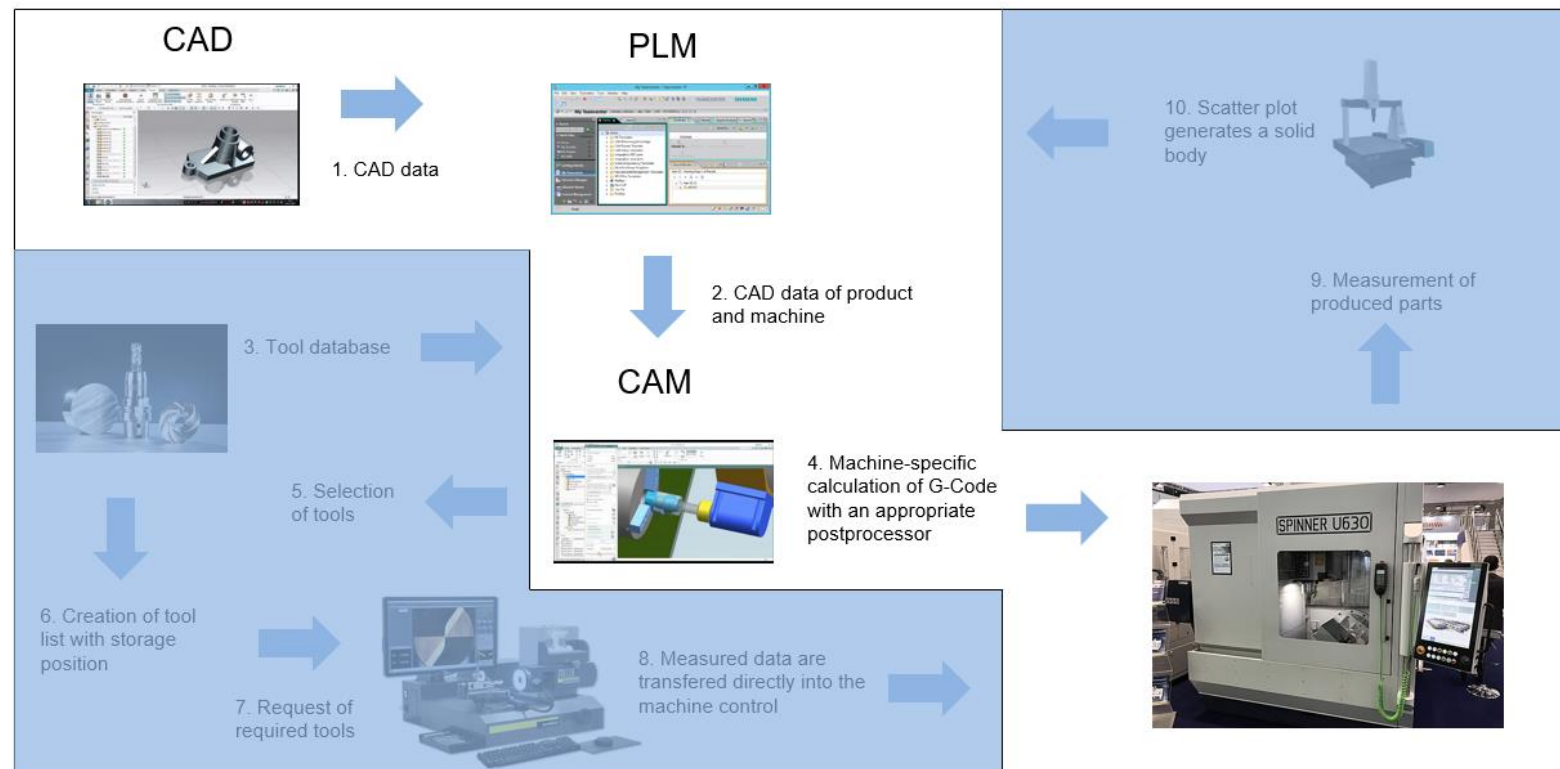 CAD
PLM
1. CAD data
10. Scatter plot
generates a solid
body
2. CAD data of product
and machine
9. Measurement of
produced parts
3. Tool database
CAM
4. Machine-specific
calculation of G-Code
with an appropriate
postprocessor
5. Selection
of tools
SPINNER U630
6. Creation of tool
list with storage
position
7. Request of
required tools
8. Measured data are
transfered directly into the
machine control